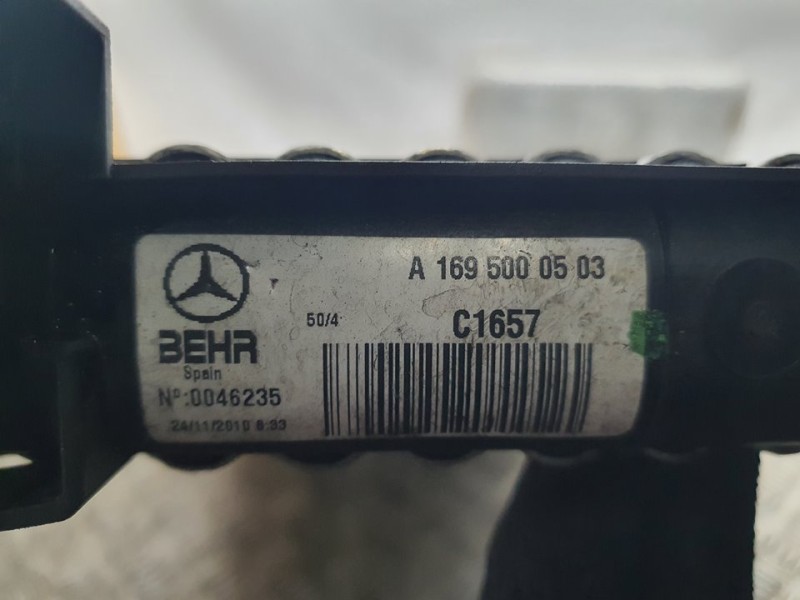 A 169 500 05 03
50/4 C1657
BEHR
Spain
Nº:0046235
24/11/2010 8:33